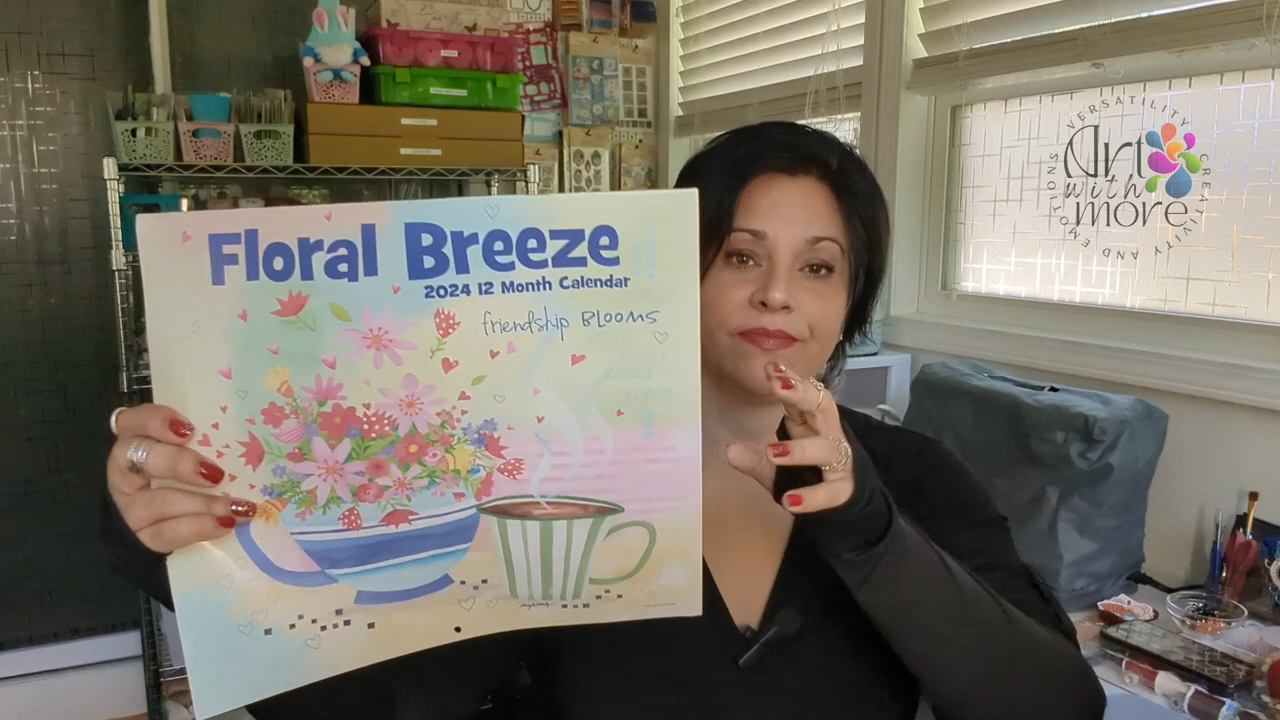 Floral Breeze
2024 12 Month Calendar
friendship BLOOMS
VERSATILITY
CREATIVITY AND EMOTIONS
Art
with
more